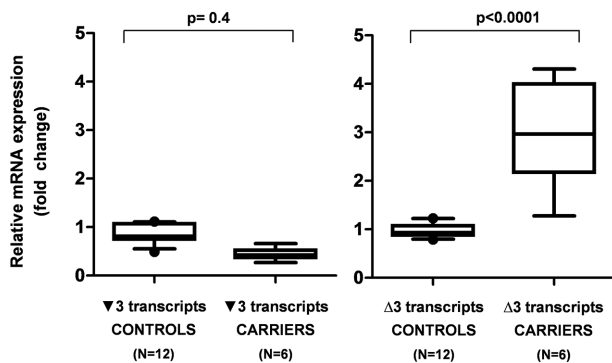 p= 0.4
p<0.0001
Relative mRNA expression
(fold change)
5
4
3
2
1
0
5
4
3
2
1
0
▼3 transcripts
CONTROLS
(N=12)
▼3 transcripts
CARRIERS
(N=6)
Δ3 transcripts
CONTROLS
(N=12)
Δ3 transcripts
CARRIERS
(N=6)